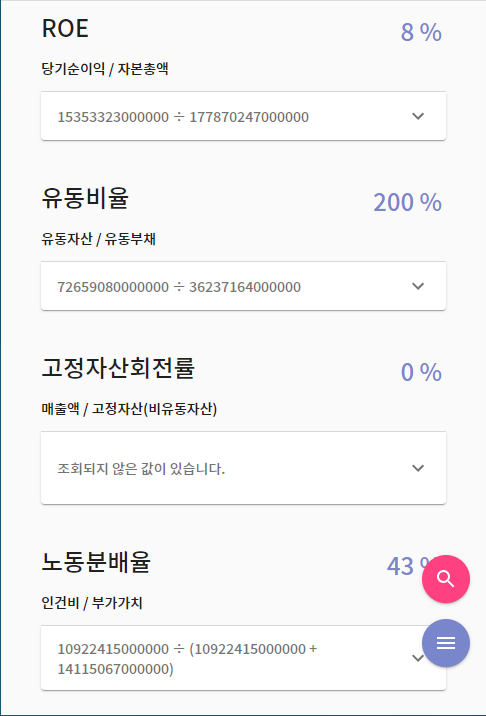 ROE
8 %
당기순이익 / 자본총액
15353323000000 ÷ 177870247000000
유동비율
200 %
유동자산 / 유동부채
72659080000000 ÷ 36237164000000
고정자산회전률
0 %
매출액 / 고정자산(비유동자산)
조회되지 않은 값이 있습니다.
노동분배율
43 %
인건비 / 부가가치
10922415000000 ÷ (10922415000000 +
14115067000000)